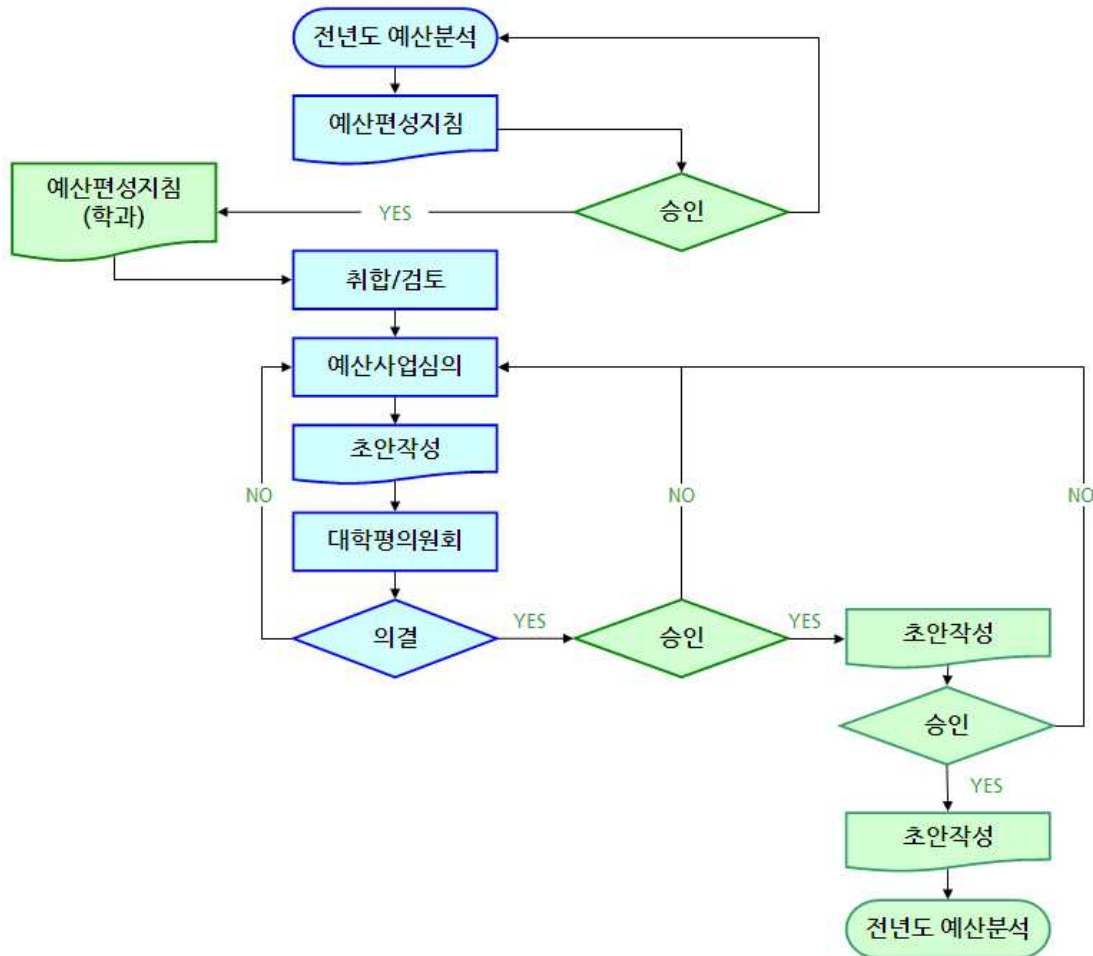 전년도 예산분석
예산편성지침
예산편성지침
(학과)
YES
승인
취합/검토
예산사업심의
초안작성
NO
NO
NO
대학평의원회
의결
YES
승인
YES
초안작성
승인
YES
초안작성
전년도 예산분석